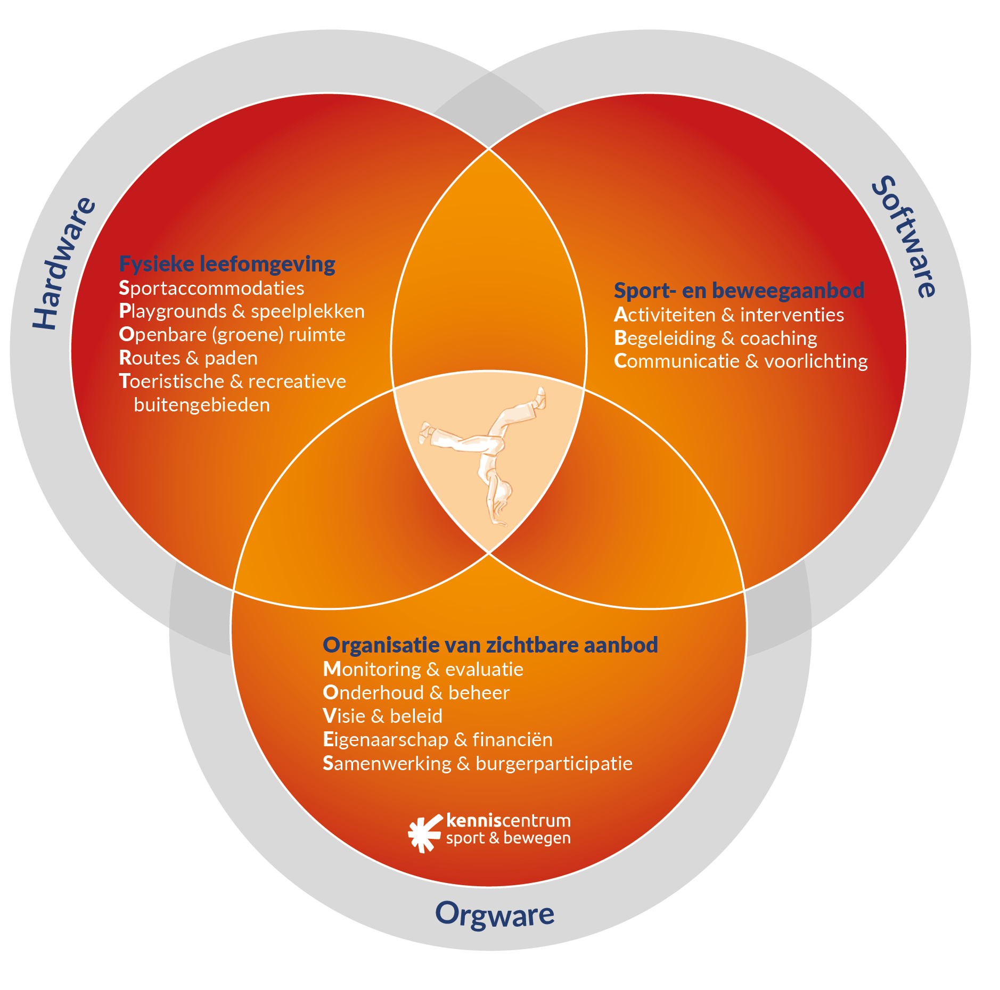 Hardware
Fysieke leefomgeving
Sportaccommodaties
Playgrounds & speelplekken
Openbare (groene) ruimte
Routes & paden
Toeristische & recreatieve
buitengebieden
Software
Sport- en beweegaanbod
Activiteiten & interventies
Begeleiding & coaching
Communicatie & voorlichting
Organisatie van zichtbare aanbod
Monitoring & evaluatie
Onderhoud & beheer
Visie & beleid
Eigenaarschap & financiën
Samenwerking & burgerparticipatie
kenniscentrum
sport & bewegen
Orgware